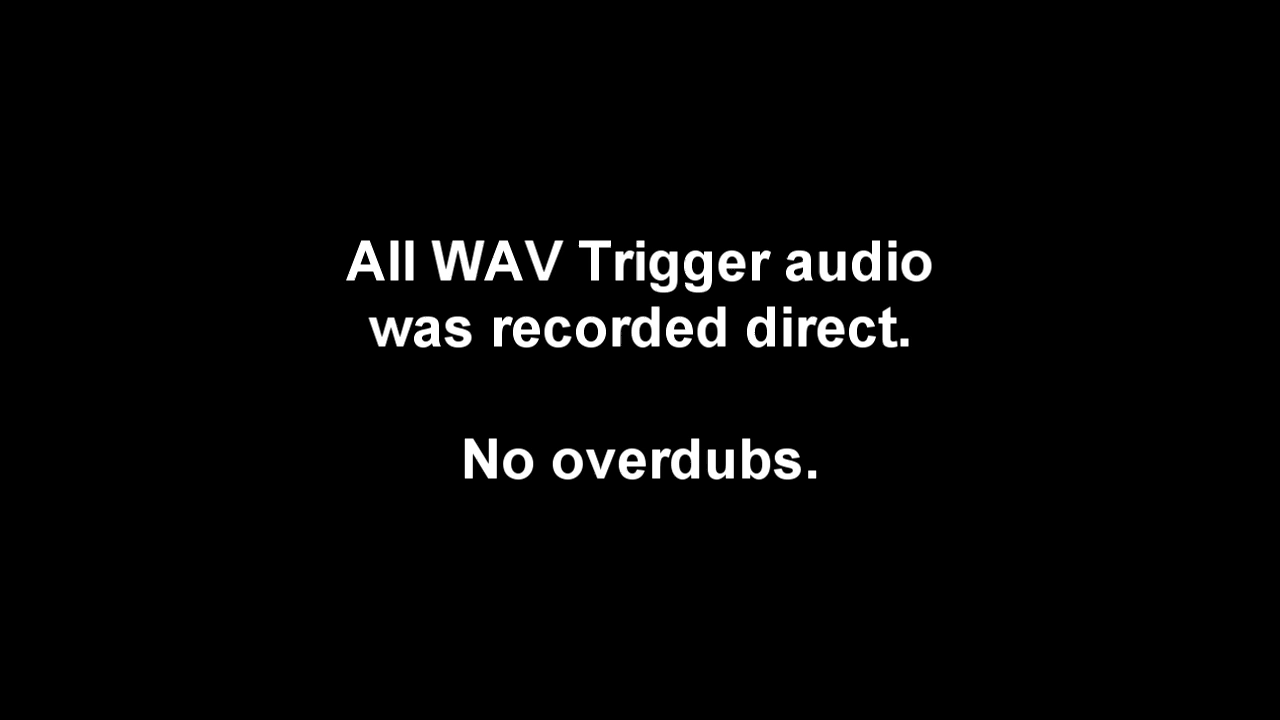 All WAV Trigger audio
was recorded direct.
No overdubs.